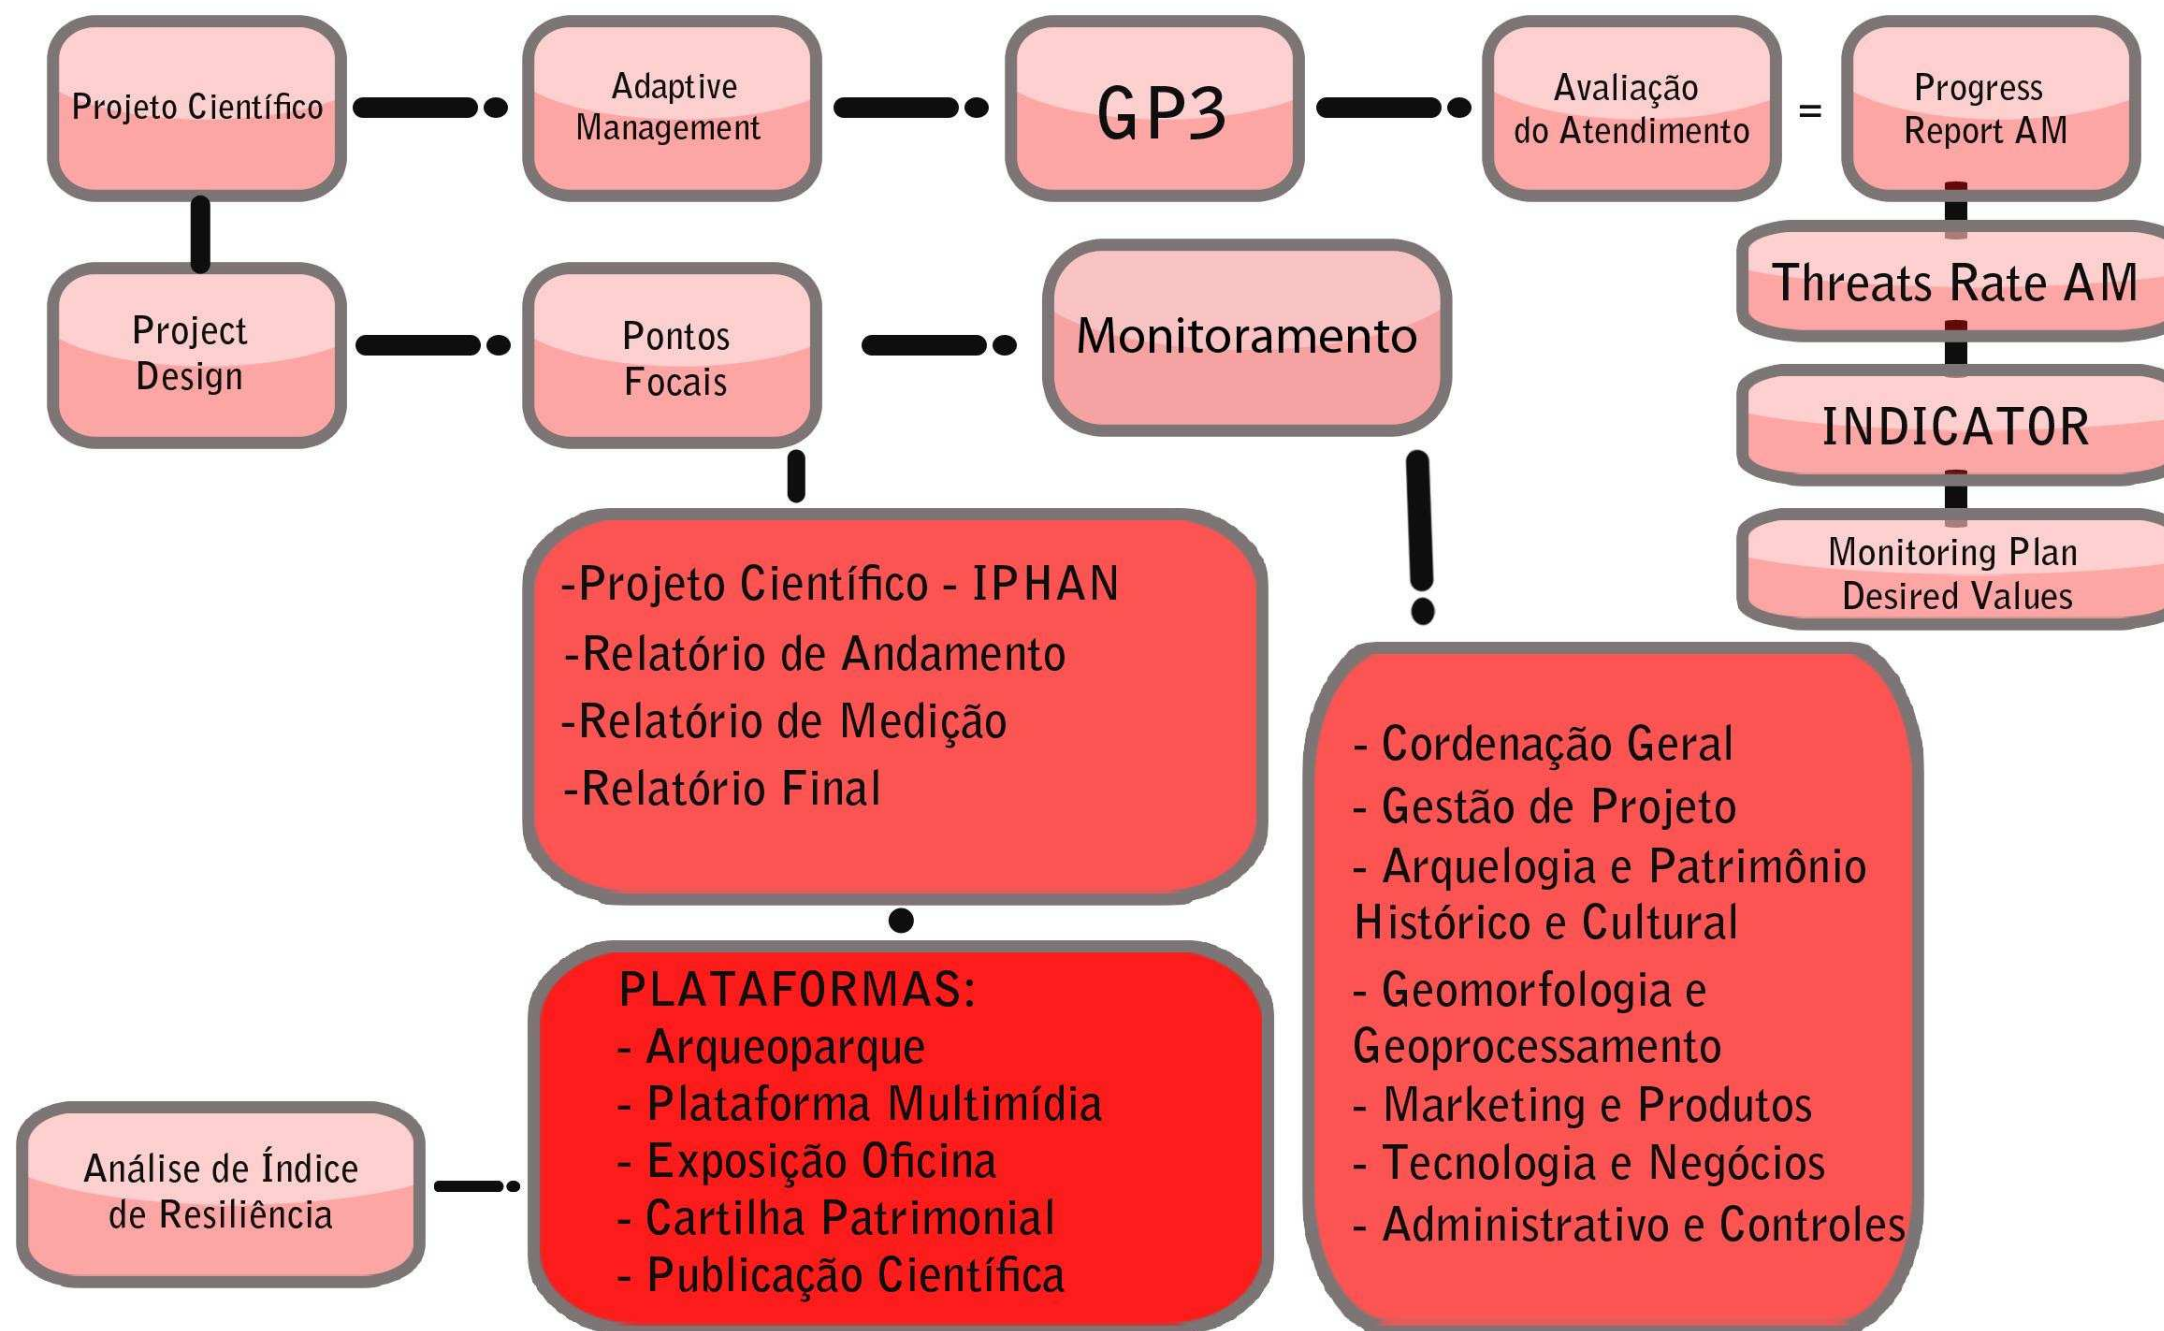 Projeto Científico
Adaptive
Management
GP3
Avaliação
do Atendimento
=
Progress
Report AM
Threats Rate AM
INDICATOR
Monitoring Plan
Desired Values
Project
Design
Pontos
Focais
Monitoramento
-Projeto Científico - IPHAN
-Relatório de Andamento
-Relatório de Medição
-Relatório Final
- Cordenação Geral
- Gestão de Projeto
- Arquelogia e Patrimônio
Histórico e Cultural
- Geomorfologia e
Geoprocessamento
- Marketing e Produtos
- Tecnologia e Negócios
- Administrativo e Controles
PLATAFORMAS:
- Arqueoparque
- Plataforma Multimídia
- Exposição Oficina
- Cartilha Patrimonial
- Publicação Científica
Análise de Índice
de Resiliência